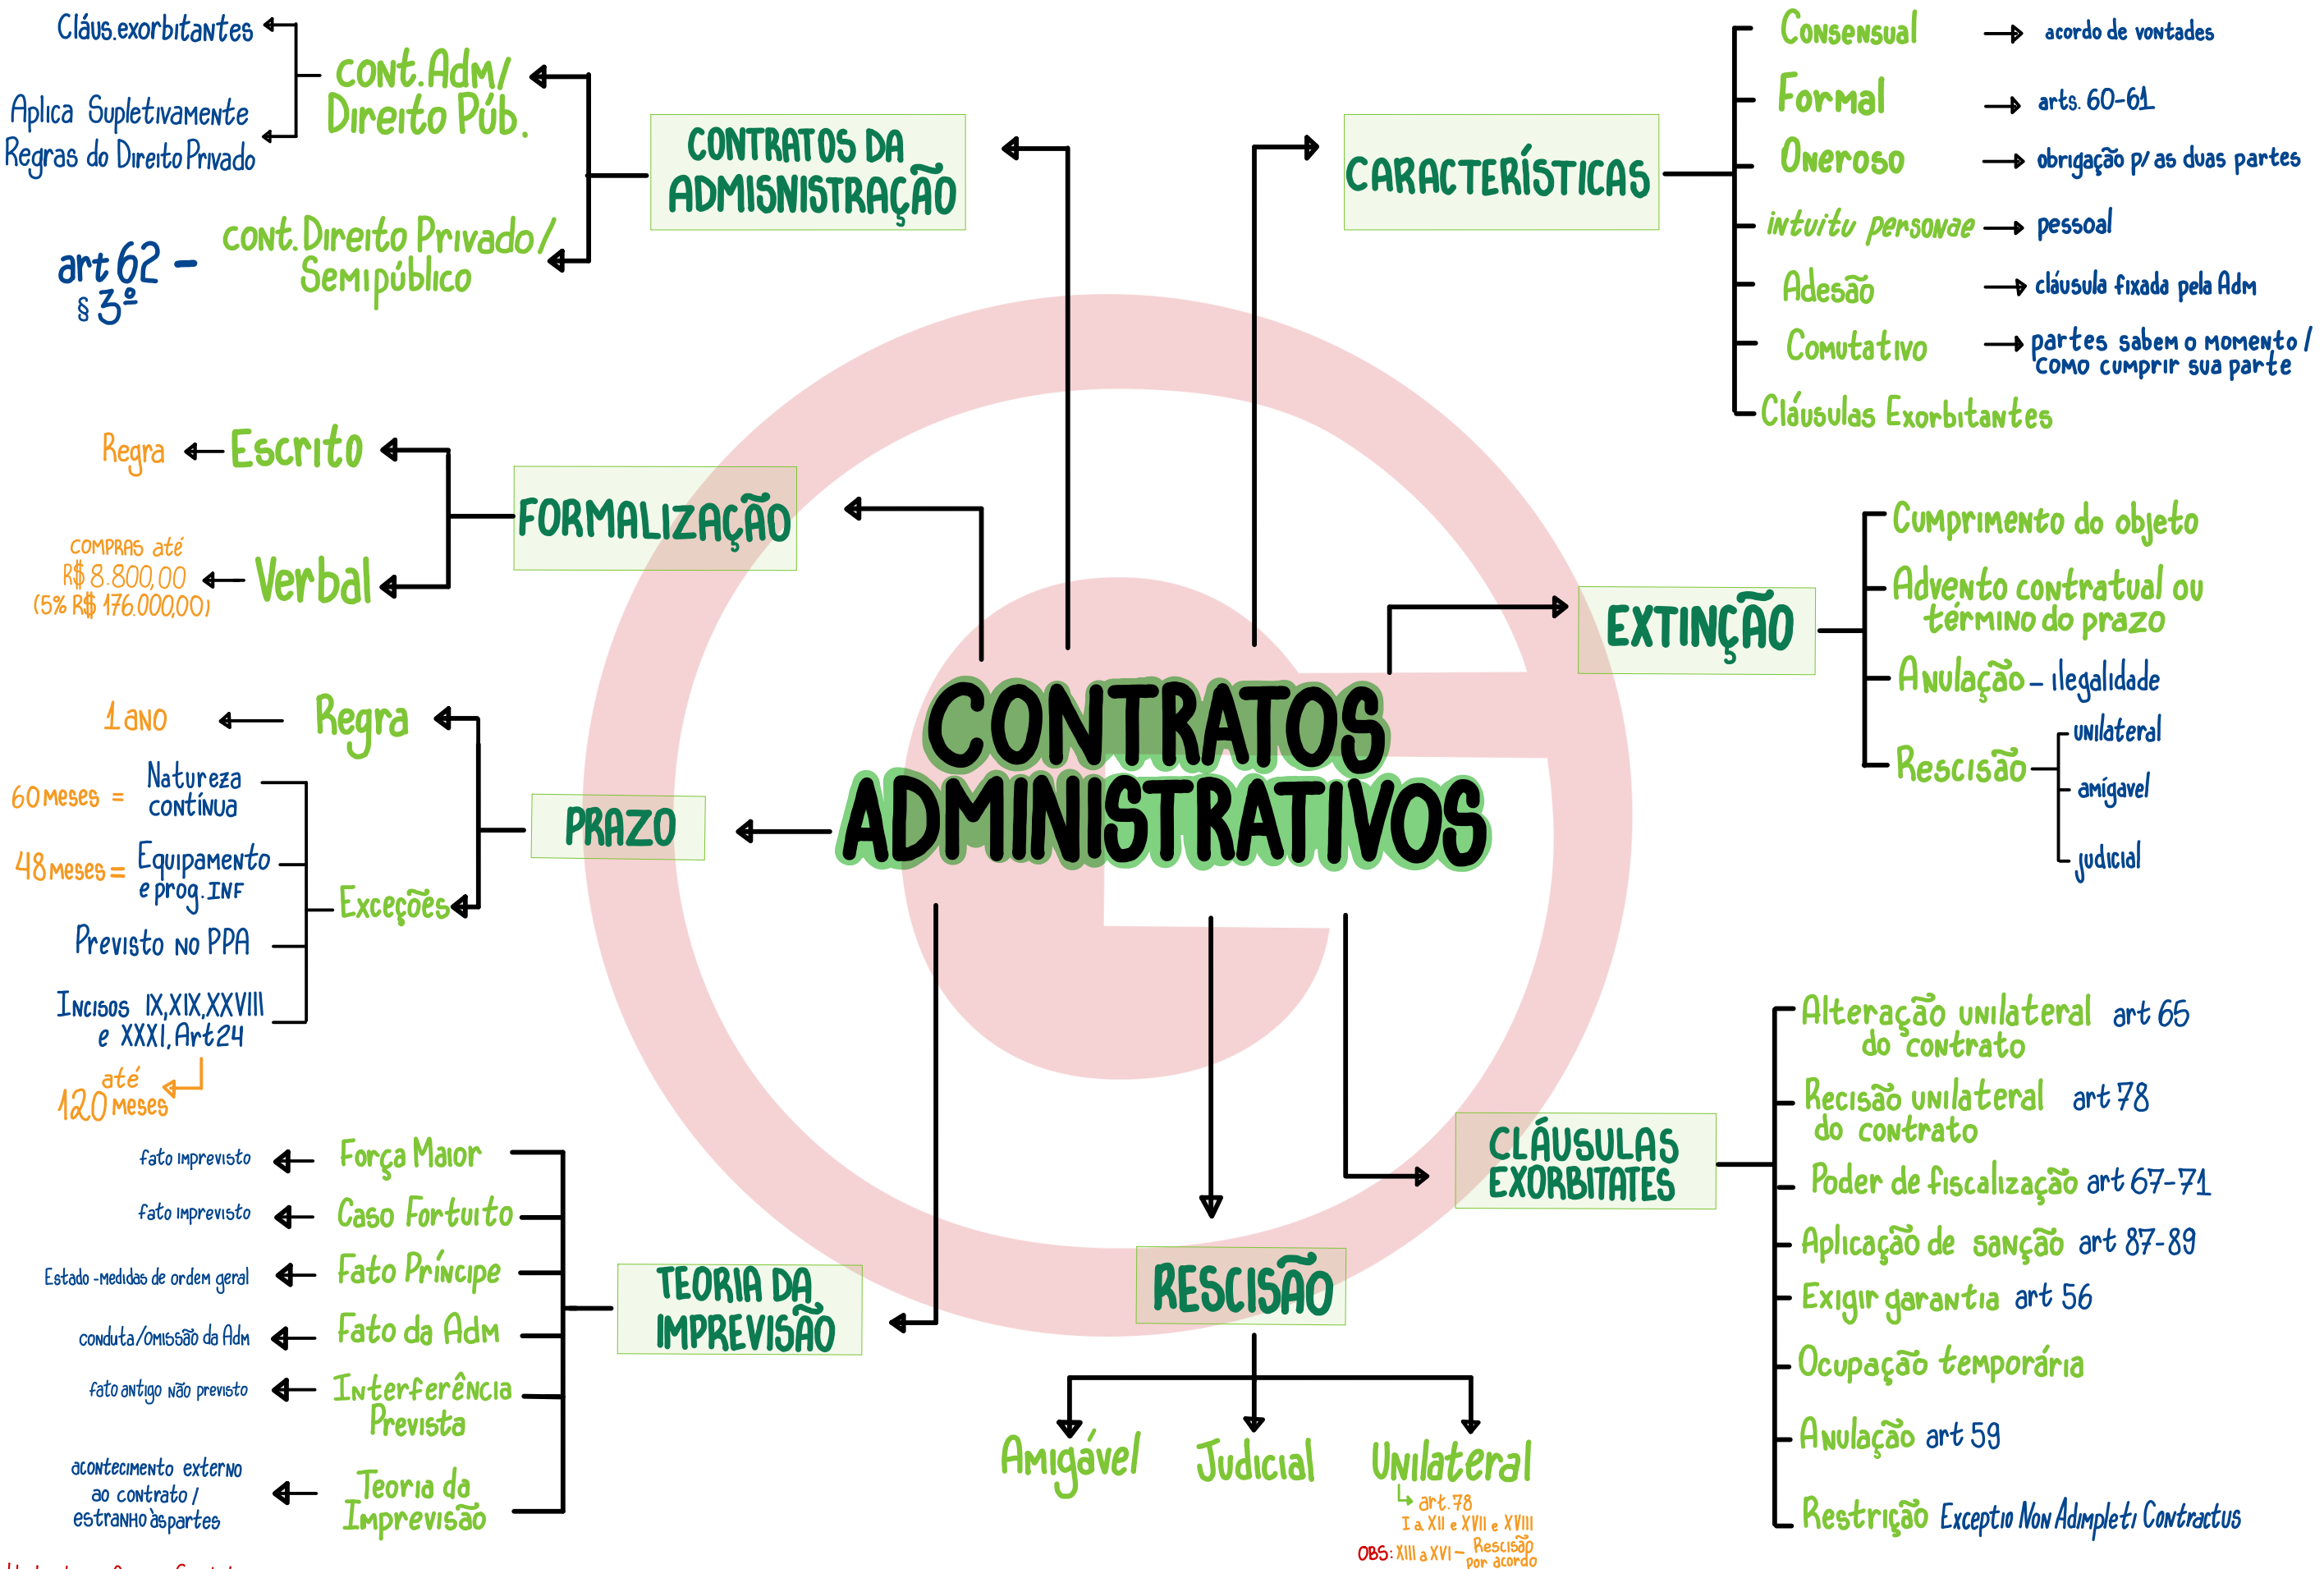 Cláus.exorbitantes
cont.Adm/
Direito Púb.
Aplica Supletivamente
Regras do Direito Privado
CONTRATOS DA
ADMISNISTRAÇÃO
cont.Direito Privado/
Semipúblico
art 62 -
§ 3º
CARACTERÍSTICAS
Consensual
acordo de vontades
Formal
arts. 60-61
Oneroso
obrigação p/ as duas partes
intuitu personae
pessoal
Adesão
cláusula fixada pela Adm
Comutativo
partes sabem o momento /
como cumprir sua parte
Cláusulas Exorbitantes
FORMALIZAÇÃO
Escrito
Regra
Verbal
COMPRAS até
R$ 8.800,00
(5% R$ 176.000,00)
EXTINÇÃO
Cumprimento do objeto
Advento contratual ou
término do prazo
Anulação - ilegalidade
Rescisão
unilateral
amígavel
judicial
CONTRATOS
ADMINISTRATIVOS
PRAZO
Regra
1 ano
Exceções
Natureza
contínua
60 meses =
Equipamento
e prog.INF
48 meses =
Previsto no PPA
Incisos IX,XIX,XXVIII
e XXXI,Art24
até
120 meses
TEORIA DA
IMPREVISÃO
Força Maior
fato imprevisto
Caso Fortuito
fato imprevisto
Fato Príncipe
Estado -medidas de ordem geral
Fato da Adm
conduta/omissão da Adm
Interferência
Prevista
fato antigo não previsto
Teoria da
Imprevisão
acontecimento externo
ao contrato /
estranho às partes
RESCISÃO
Amigável
Judicial
Unilateral
art.78
I a XII e XVII e XVIII
OBS: XIII a XVI - Rescisão
por acordo
CLÁUSULAS
EXORBITATES
Alteração unilateral art 65
do contrato
Recisão unilateral art 78
do contrato
Poder de fiscalização art 67-71
Aplicação de sanção art 87-89
Exigir garantia art 56
Ocupação temporária
Anulação art 59
Restrição Exceptio Non Adimpleti Contractus